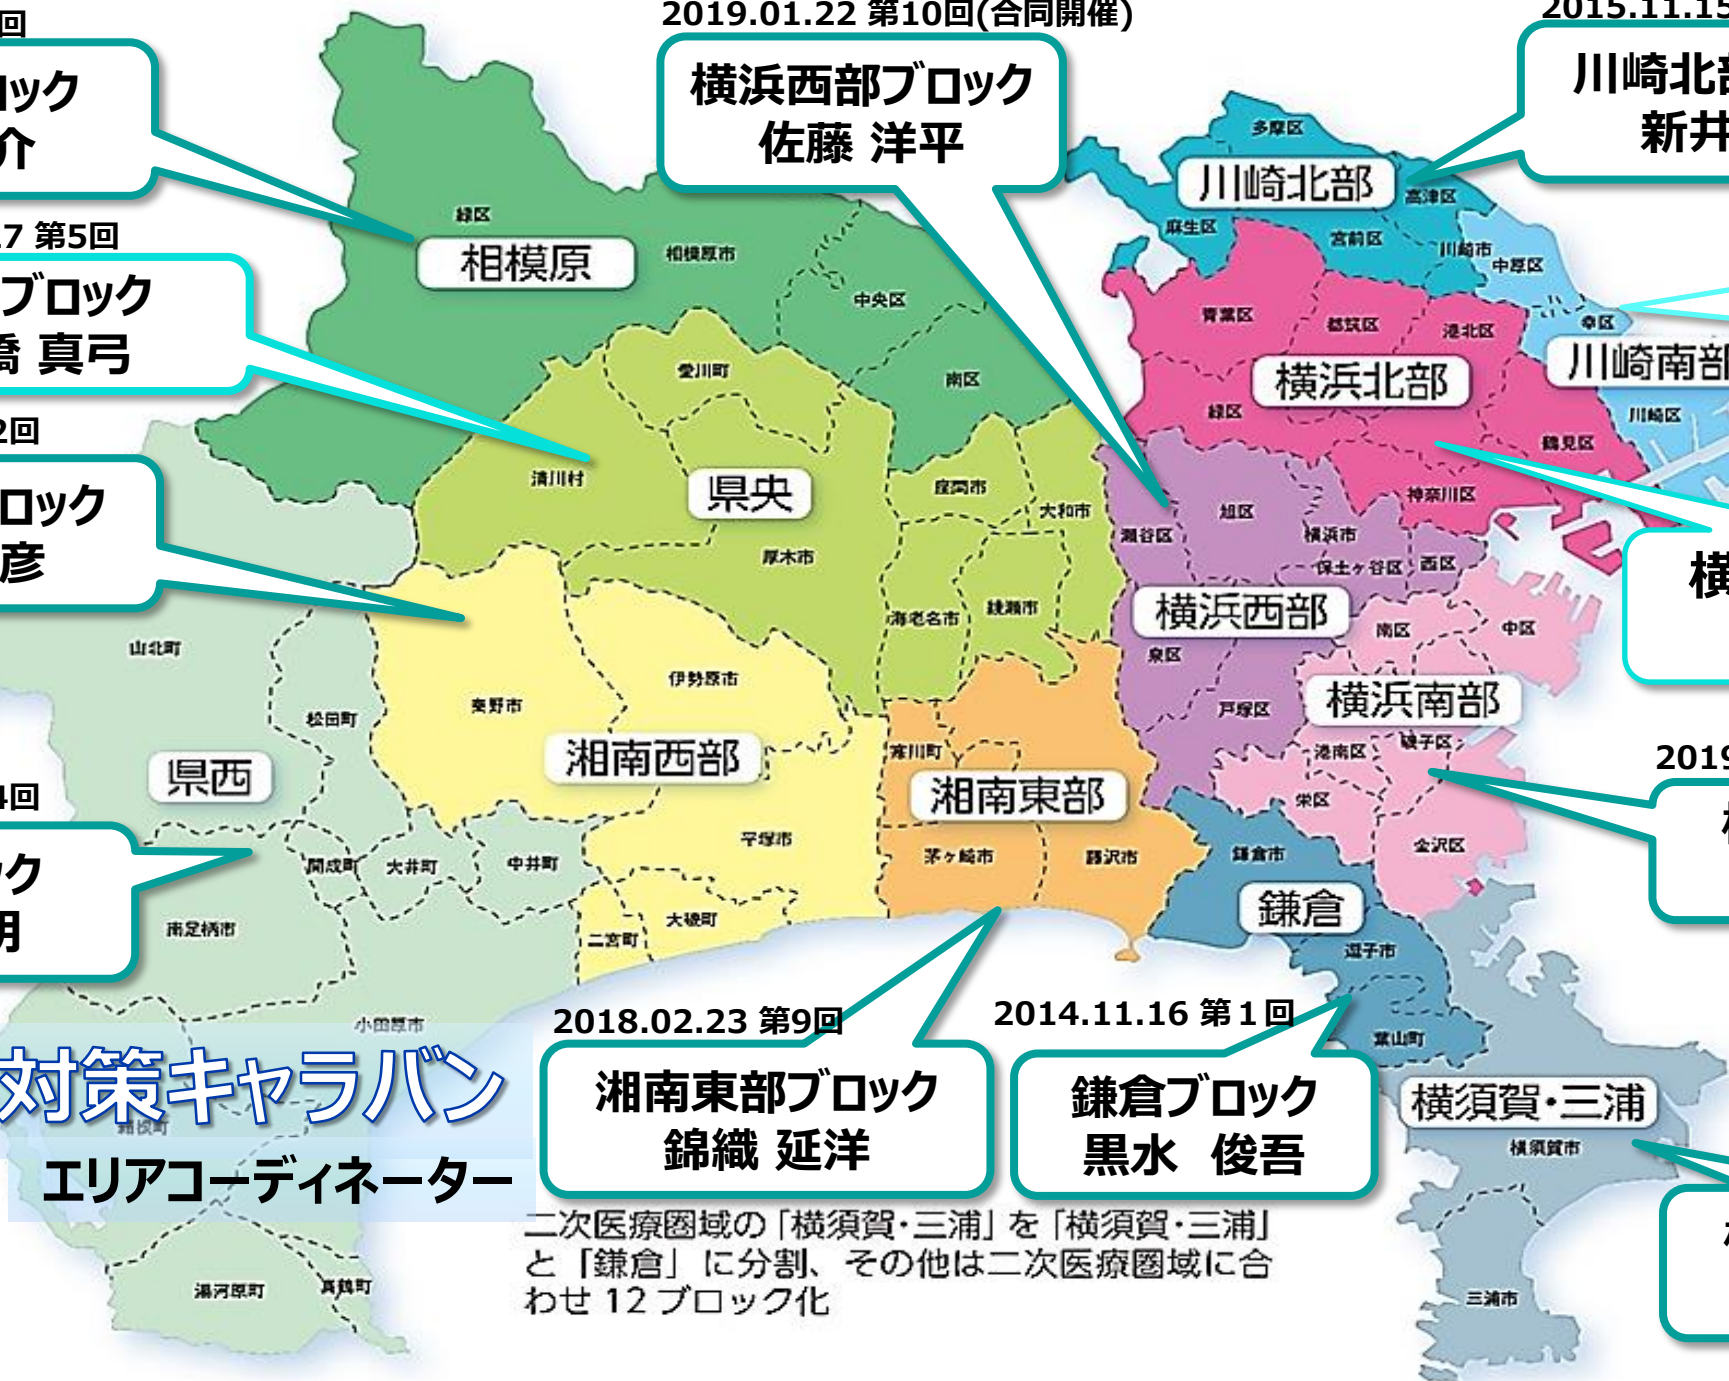 回
2019.01.22 第10回(合同開催)
2015.11.15
ロック
介
横浜西部ブロック
佐藤 洋平
川崎北部
新井
多摩区
川崎北部
高津区
麻生区
宮前区
川崎市
中原区
緑区
相模原市
相模原
中央区
南区
7 第5回
ブロック
橋 真弓
青葉区
都筑区
港北区
幸区
川崎南部
横浜北部
緑区
川崎区
鶴見区
神奈川区
愛川町
清川村
県央
座間市
大和市
厚木市
海老名市
綾瀬市
2回
ロック
彦
瀬谷区
旭区
横浜市
保土ヶ谷区
西区
横浜西部
泉区
戸塚区
南区
中区
横浜南部
港南区
磯子区
栄区
金沢区
横
2019
山北町
松田町
秦野市
伊勢原市
県西
湘南西部
寒川町
湘南東部
4回
ック
明
開成町
大井町
中井町
平塚市
茅ヶ崎市
藤沢市
鎌倉市
鎌倉
南足柄市
二宮町
大磯町
逗子市
葉山町
小田原市
2018.02.23 第9回
2014.11.16 第１回
対策キャラバン
箱根町
エリアコーディネーター
湘南東部ブロック
錦織 延洋
鎌倉ブロック
黒水 俊吾
横須賀・三浦
横須賀市
三浦市
湯河原町
真鶴町
二次医療圏域の「横須賀・三浦」を「横須賀・三浦」
と「鎌倉」に分割、その他は二次医療圏域に合
わせ 12 ブロック化